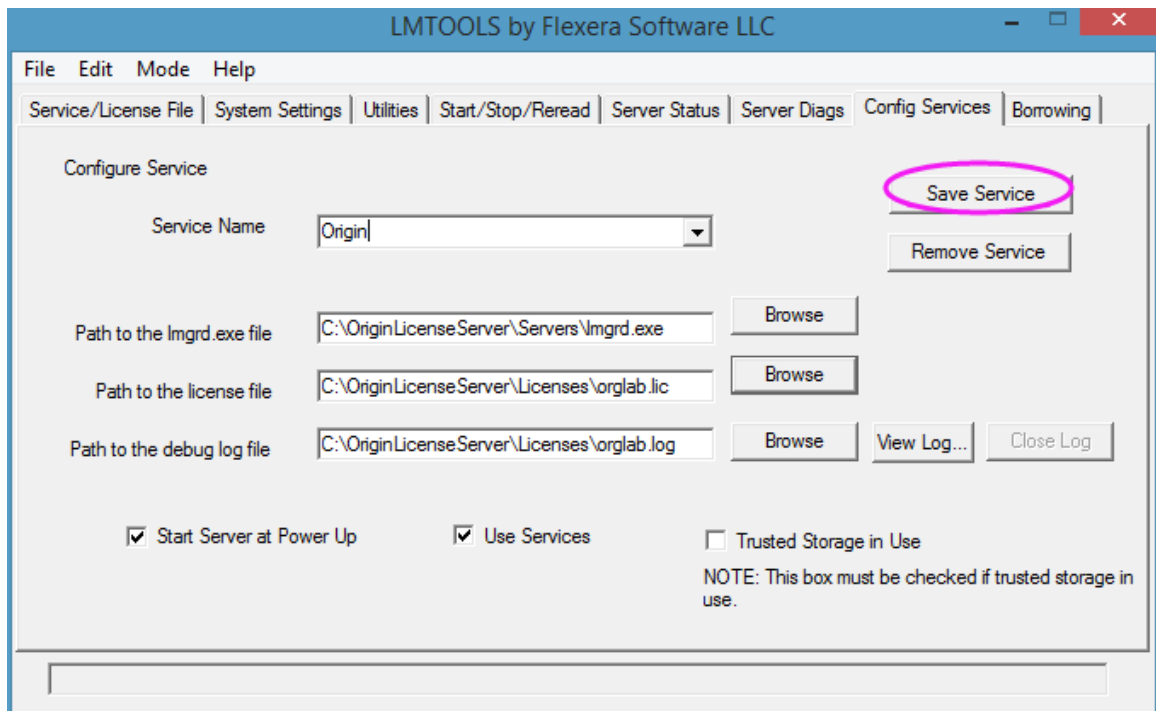 LMTOOLS by Flexera Software LLC
File Edit Mode Help
Service/License File System Settings Utilities Start/Stop/Reread Server Status Server Diags Config Services Borrowing
Configure Service
Save Service
Service Name Origin
Remove Service
Path to the lmgrd.exe file C:\OriginLicenseServer\Servers\lmgrd.exe Browse
Path to the license file C:\OriginLicenseServer\Licenses\orglab.lic Browse
Path to the debug log file C:\OriginLicenseServer\Licenses\orglab.log Browse View Log... Close Log
Start Server at Power Up Use Services Trusted Storage in Use
NOTE: This box must be checked if trusted storage in
use.